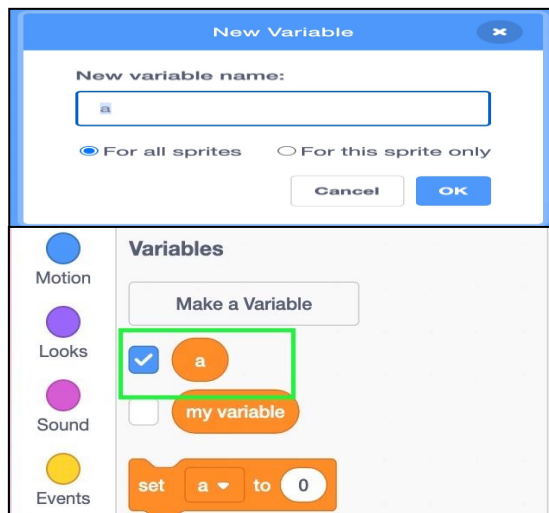 New Variable
New variable name:
a
For all sprites
For this sprite only
Cancel
OK
Motion
Looks
Sound
Events
Variables
Make a Variable
a
my variable
set a to 0